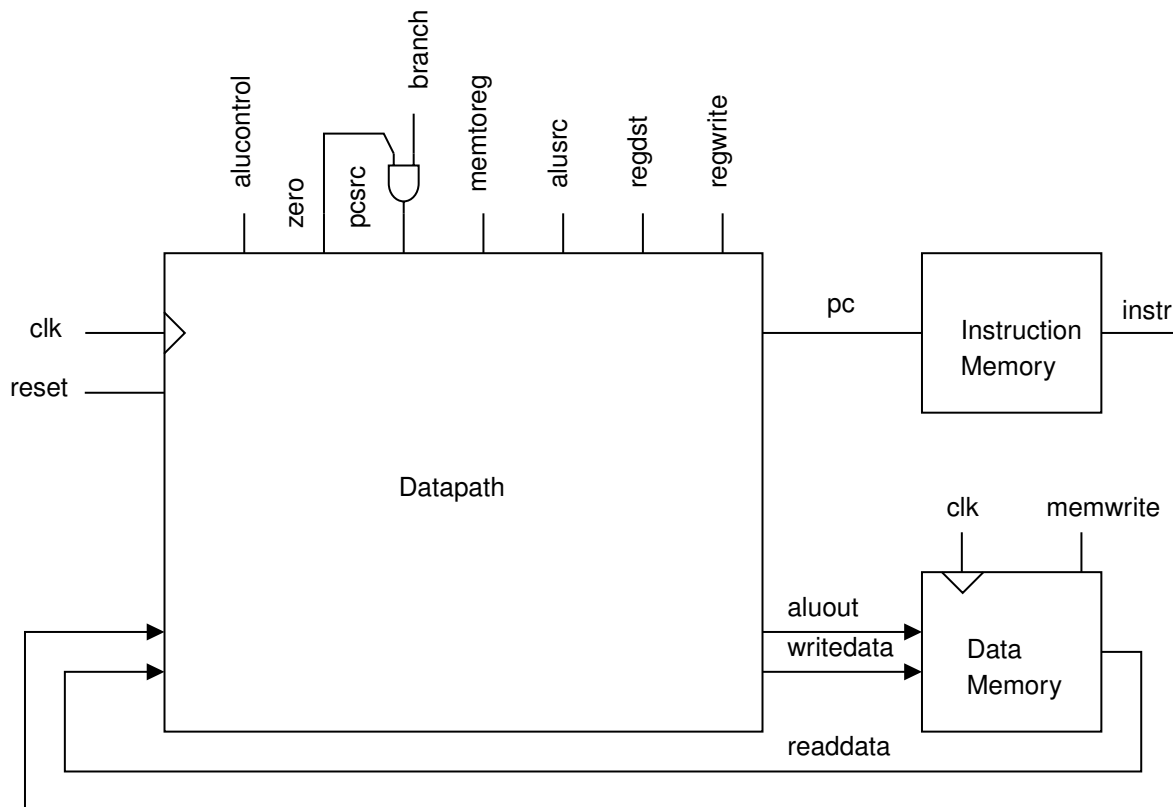 branch
alucontrol
zero
pcsrc
memtoreg
alusrc
regdst
regwrite
clk
reset
pc
Instruction
Memory
instr
Datapath
clk
memwrite
aluout
writedata
Data
Memory
readdata